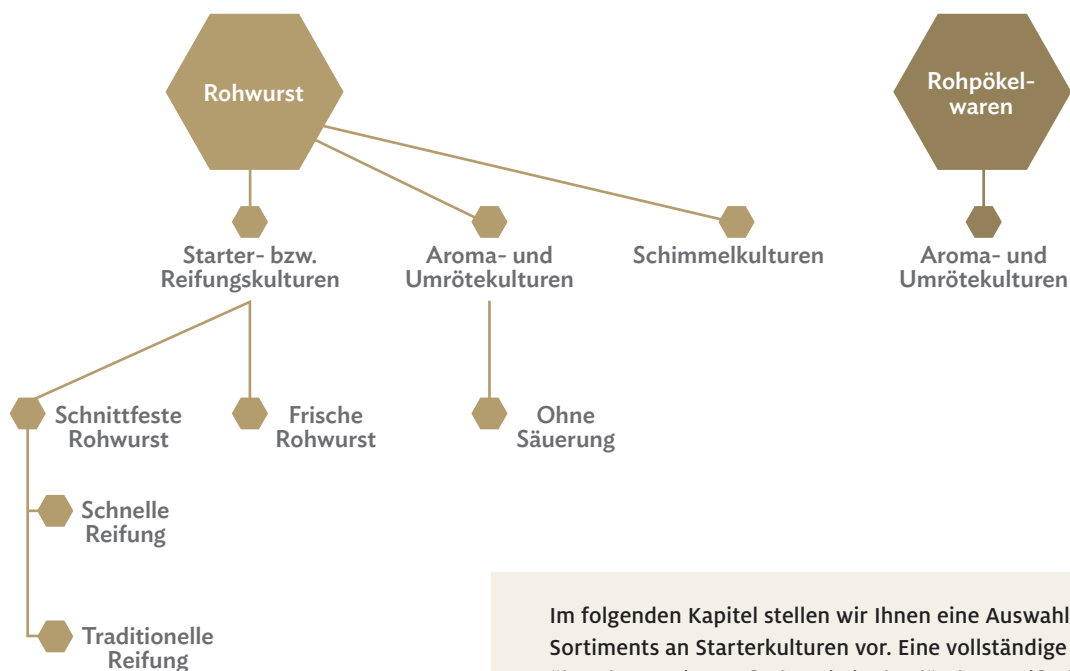 Rohwurst
Rohpökel-
waren
Starter- bzw.
Reifungskulturen
Aroma- und
Umrötekulturen
Schimmelkulturen
Aroma- und
Umrötekulturen
Schnittfeste
Rohwurst
Frische
Rohwurst
Ohne
Säuerung
Schnelle
Reifung
Traditionelle
Reifung
Im folgenden Kapitel stellen wir Ihnen eine Auswahl
Sortiments an Starterkulturen vor. Eine vollständige